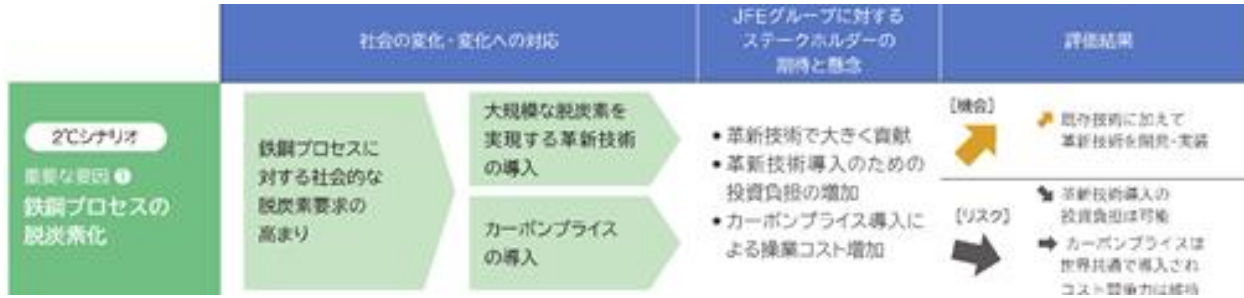 社会の変化・変化への対応
JFEグループに対する
ステークホルダーの
期待と懸念
評価結果
2℃シナリオ
重要な要因 ❶
鉄鋼プロセスの
脱炭素化
鉄鋼プロセスに
対する社会的な
脱炭素要求の
高まり
大規模な脱炭素を
実現する革新技術
の導入
カーボンプライス
の導入
• 革新技術で大きく貢献
• 革新技術導入のための
投資負担の増加
• カーボンプライス導入に
よる操業コスト増加
[機会]
既存技術に加えて
革新技術を開発・実装
[リスク]
革新技術導入の
投資負担は可能
カーボンプライスは
世界共通で導入され
コスト競争力は維持